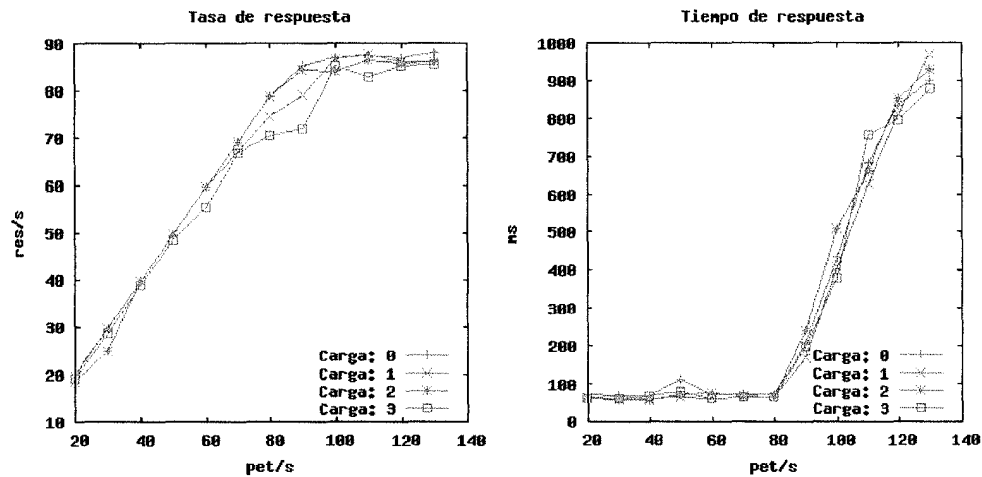 Tasa de respuesta
90
80
70
60
50
40
30
20
10
res/s
Carga: 0
Carga: 1
Carga: 2
Carga: 3
20 40 60 80 100 120 140
pet/s
Tiempo de respuesta
1000
900
800
700
600
500
400
300
200
100
0
ms
Carga: 0
Carga: 1
Carga: 2
Carga: 3
20 40 60 80 100 120 140
pet/s